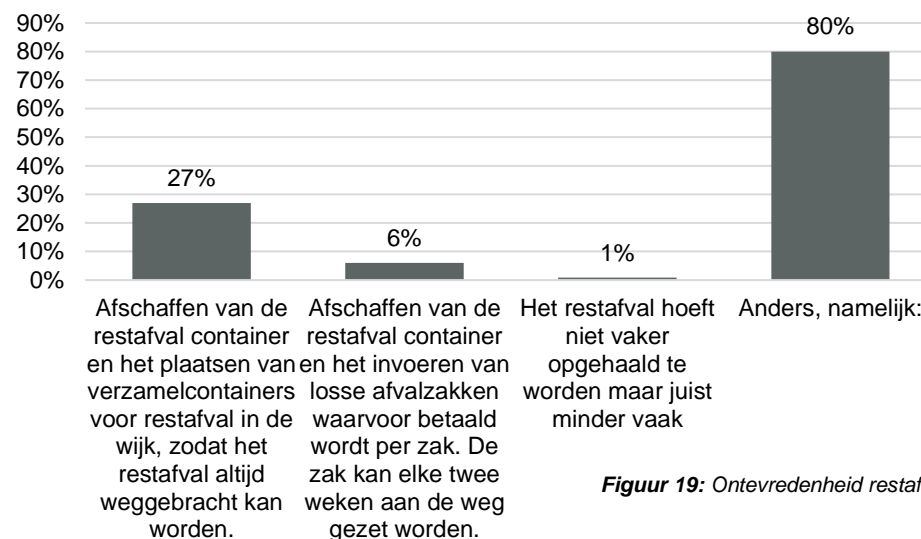 90%
80%
70%
60%
50%
40%
30%
20%
10%
0%
27%
6%
1%
80%
Afschaffen van de
restafval container
en het plaatsen van
verzamelcontainers
voor restafval in de
wijk, zodat het
restafval altijd
weggebracht kan
worden.
Afschaffen van de
restafval container
en het invoeren van
losse afvalzakken
waarvoor betaald
wordt per zak. De
zak kan elke twee
weken aan de weg
gezet worden.
Het restafval hoeft
niet vaker
opgehaald te
worden maar juist
minder vaak
Anders, namelijk:
Figuur 19: Ontevredenheid